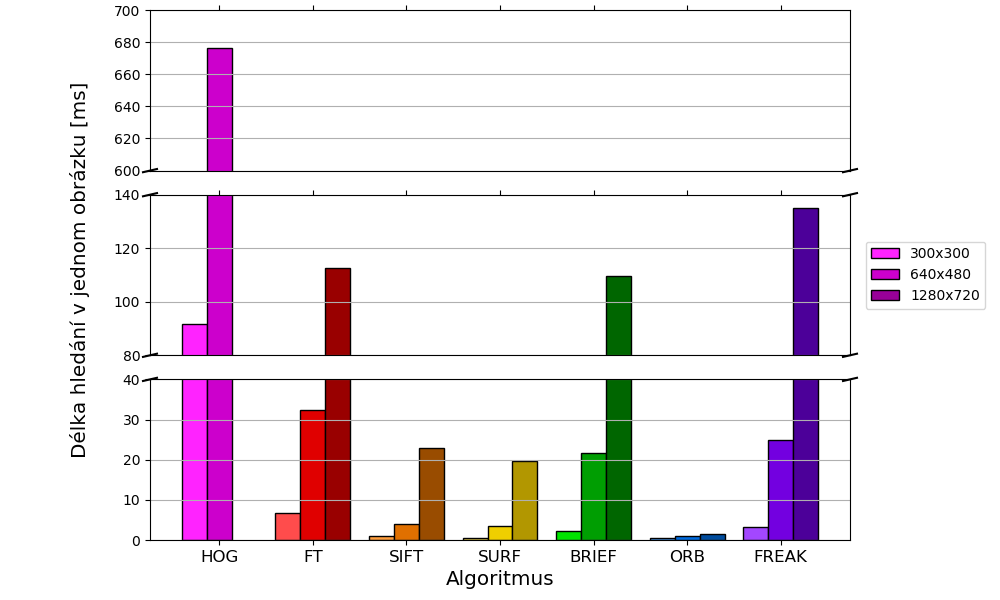 Délka hledání v jednom obrázku [ms]
700
680
660
640
620
600
140
120
100
80
40
30
20
10
0
HOG FT SIFT SURF BRIEF ORB FREAK
Algoritmus
300x300
640x480
1280x720